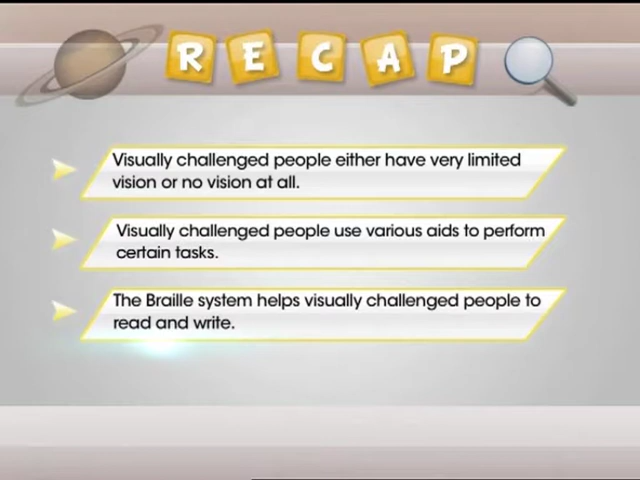 RECAP
Visually challenged people either have very limited
vision or no vision at all.
Visually challenged people use various aids to perform
certain tasks.
The Braille system helps visually challenged people to
read and write.